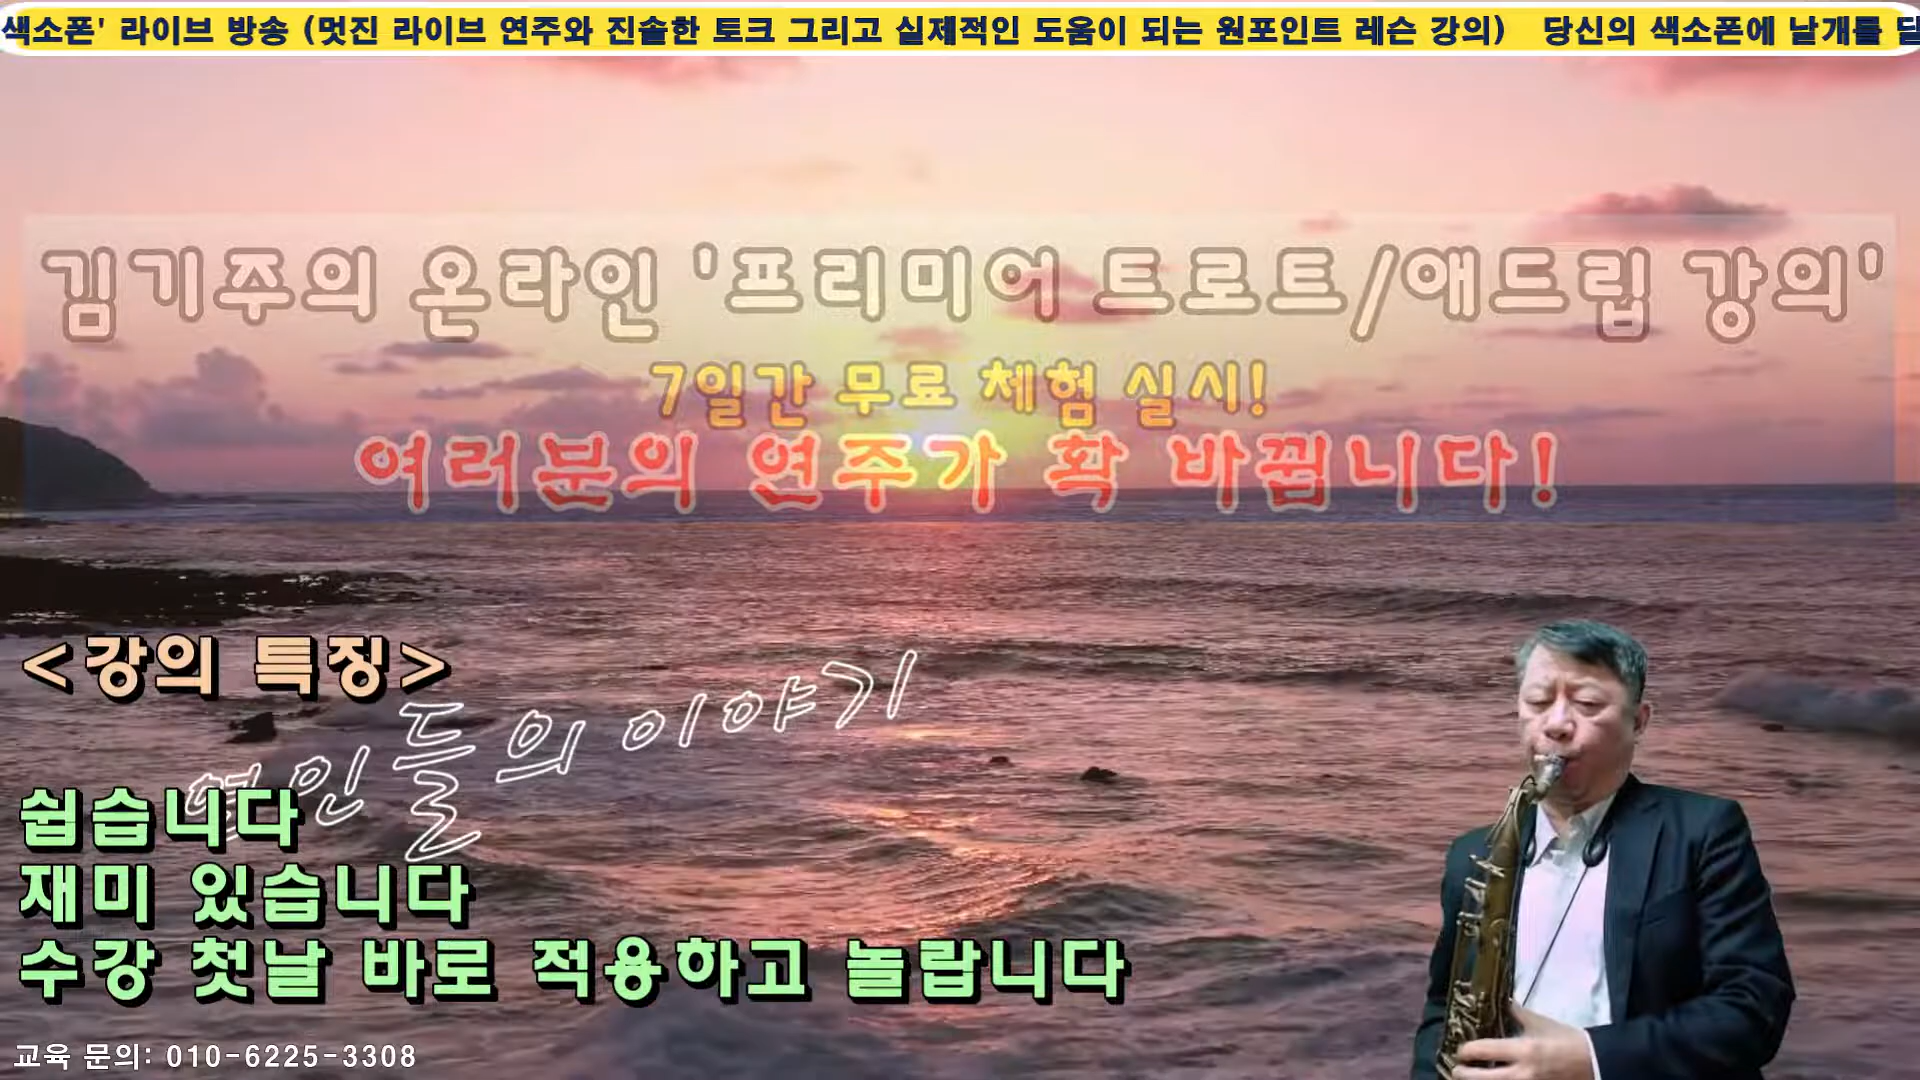 색소폰' 라이브 방송 (멋진 라이브 연주와 진솔한 토크 그리고 실제적인 도움이 되는 원포인트 레슨 강의) 당신의 색소폰에 날개를
김기주의 온라인 '프리미어 트로트/애드립 강의'
7일간 무료 체험 실시!
여러분의 연주가 확 바뀝니다!
<강의 특징>
인들의 이야기
쉽습니다
재미 있습니다
수강 첫날 바로 적용하고 놀랍니다
교육 문의: 010-6225-3308